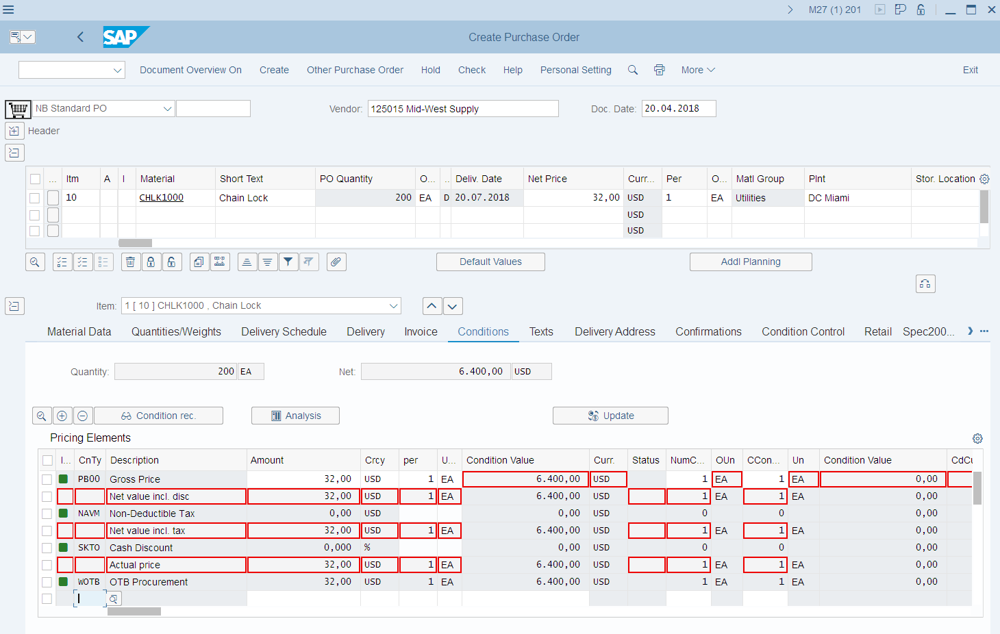 M27 (1) 201
SAP Create Purchase Order
Document Overview On Create Other Purchase Order Hold Check Help Personal Setting More Exit
NB Standard PO Vendor: 125015 Mid-West Supply Doc. Date: 20.04.2018
Header
... Itm A I Material Short Text PO Quantity O... .. Deliv. Date Net Price Curr... Per O... Matl Group Plnt Stor. Location
10 CHLK1000 Chain Lock 200 EA D 20.07.2018 32,00 USD 1 EA Utilities DC Miami
USD
USD
Default Values Addl Planning
Item: 1 [ 10 ] CHLK1000 , Chain Lock
Material Data Quantities/Weights Delivery Schedule Delivery Invoice Conditions Texts Delivery Address Confirmations Condition Control Retail Spec200... ...
Quantity: 200 EA Net: 6.400,00 USD
Condition rec. Analysis Update
Pricing Elements
I... CnTy Description Amount Crcy per U... Condition Value Curr. Status NumC... OUn CCon... Un Condition Value CdCu
PB00 Gross Price 32,00 USD 1 EA 6.400,00 USD 1 EA 1 EA 0,00
Net value incl. disc 32,00 USD 1 EA 6.400,00 USD 1 EA 1 EA 0,00
NAVM Non-Deductible Tax 0,00 USD 0,00 USD 0 0 0,00
Net value incl. tax 32,00 USD 1 EA 6.400,00 USD 1 EA 1 EA 0,00
SKTO Cash Discount 0,000 % 0,00 USD 0 0 0,00
Actual price 32,00 USD 1 EA 6.400,00 USD 1 EA 1 EA 0,00
WOTB OTB Procurement 32,00 USD 1 EA 6.400,00 USD 1 EA 1 EA 0,00